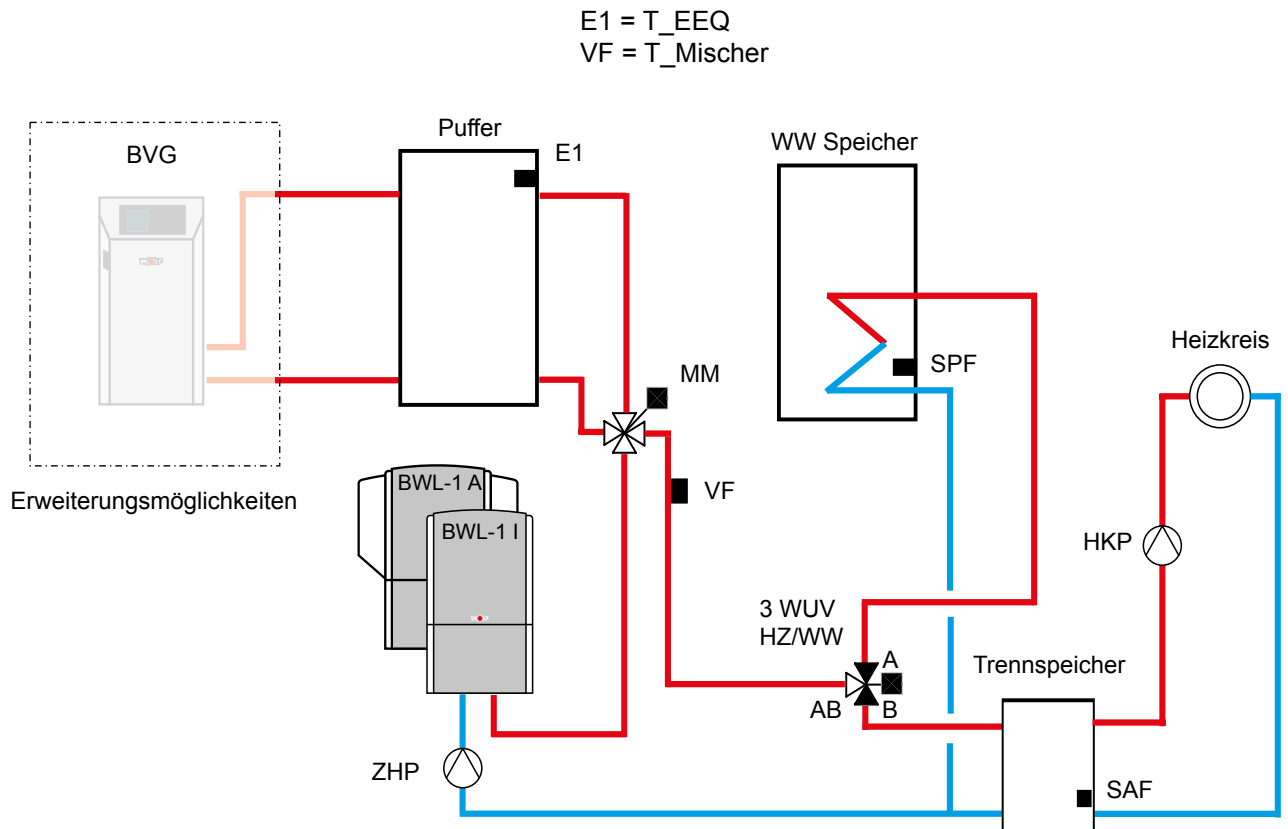 E1 = T_EEQ
VF = T_Mischer
BVG
Puffer
E1
WW Speicher
MM
SPF
Heizkreis
Erweiterungsmöglichkeiten
BWL-1 A
BWL-1 I
VF
HKP
3 WUV
HZ/WW
A
AB
B
Trennspeicher
ZHP
SAF